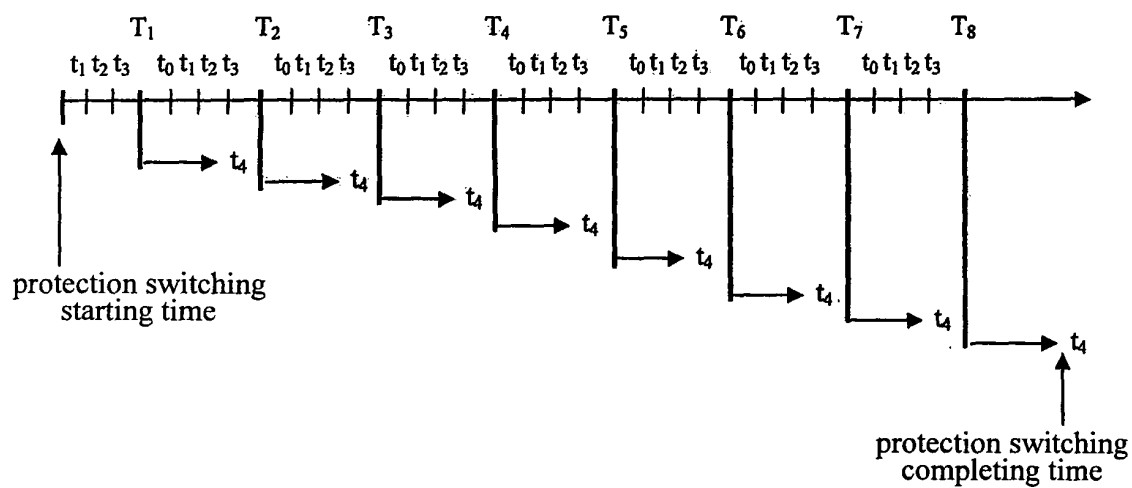 T₁ T₂ T₃ T₄ T₅ T₆ T₇ T₈
t₁ t₂ t₃ t₀ t₁ t₂ t₃ t₀ t₁ t₂ t₃ t₀ t₁ t₂ t₃ t₀ t₁ t₂ t₃ t₀ t₁ t₂ t₃ t₀ t₁ t₂ t₃ t₀ t₁ t₂ t₃
t₄
t₄
t₄
t₄
t₄
t₄
t₄
t₄
protection switching
starting time
protection switching
completing time